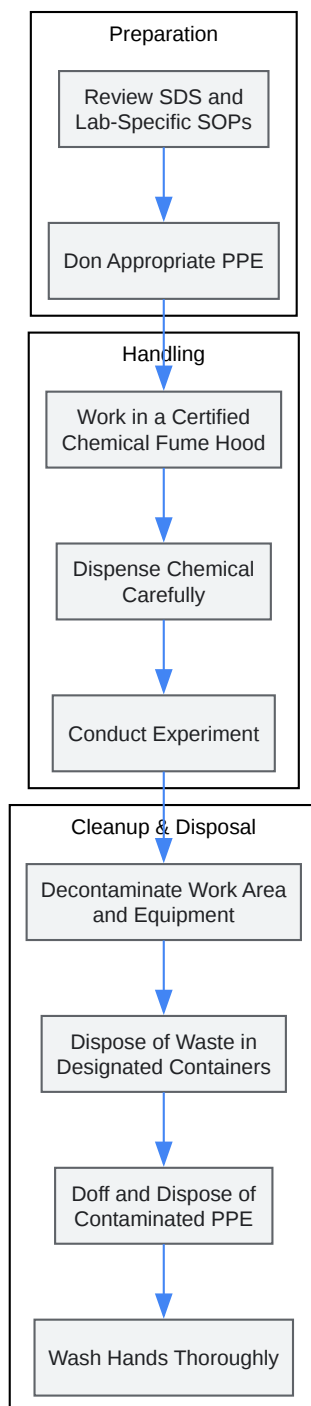 Preparation
Review SDS and
Lab-Specific SOPs
Don Appropriate PPE
Handling
Work in a Certified
Chemical Fume Hood
Dispense Chemical
Carefully
Conduct Experiment
Cleanup & Disposal
Decontaminate Work Area
and Equipment
Dispose of Waste in
Designated Containers
Doff and Dispose of
Contaminated PPE
Wash Hands Thoroughly